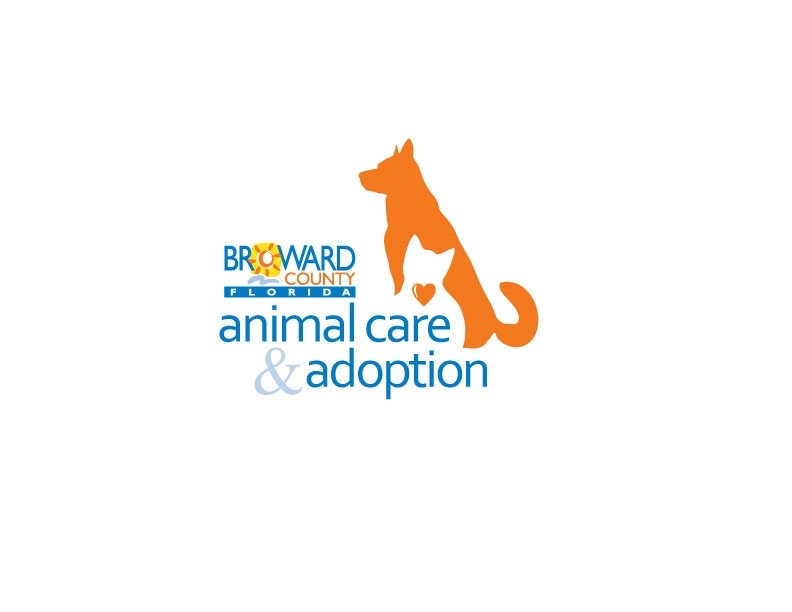 BROWARD
COUNTY
FLORIDA
animal care
& adoption